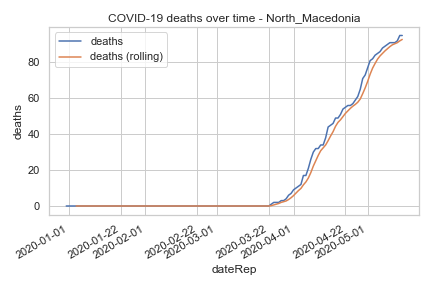 COVID-19 deaths over time - North_Macedonia
deaths
deaths (rolling)
80
60
40
20
0
deaths
2020-01-01
2020-01-22
2020-02-01
2020-02-22
2020-03-01
2020-03-22
2020-04-01
2020-04-22
2020-05-01
dateRep